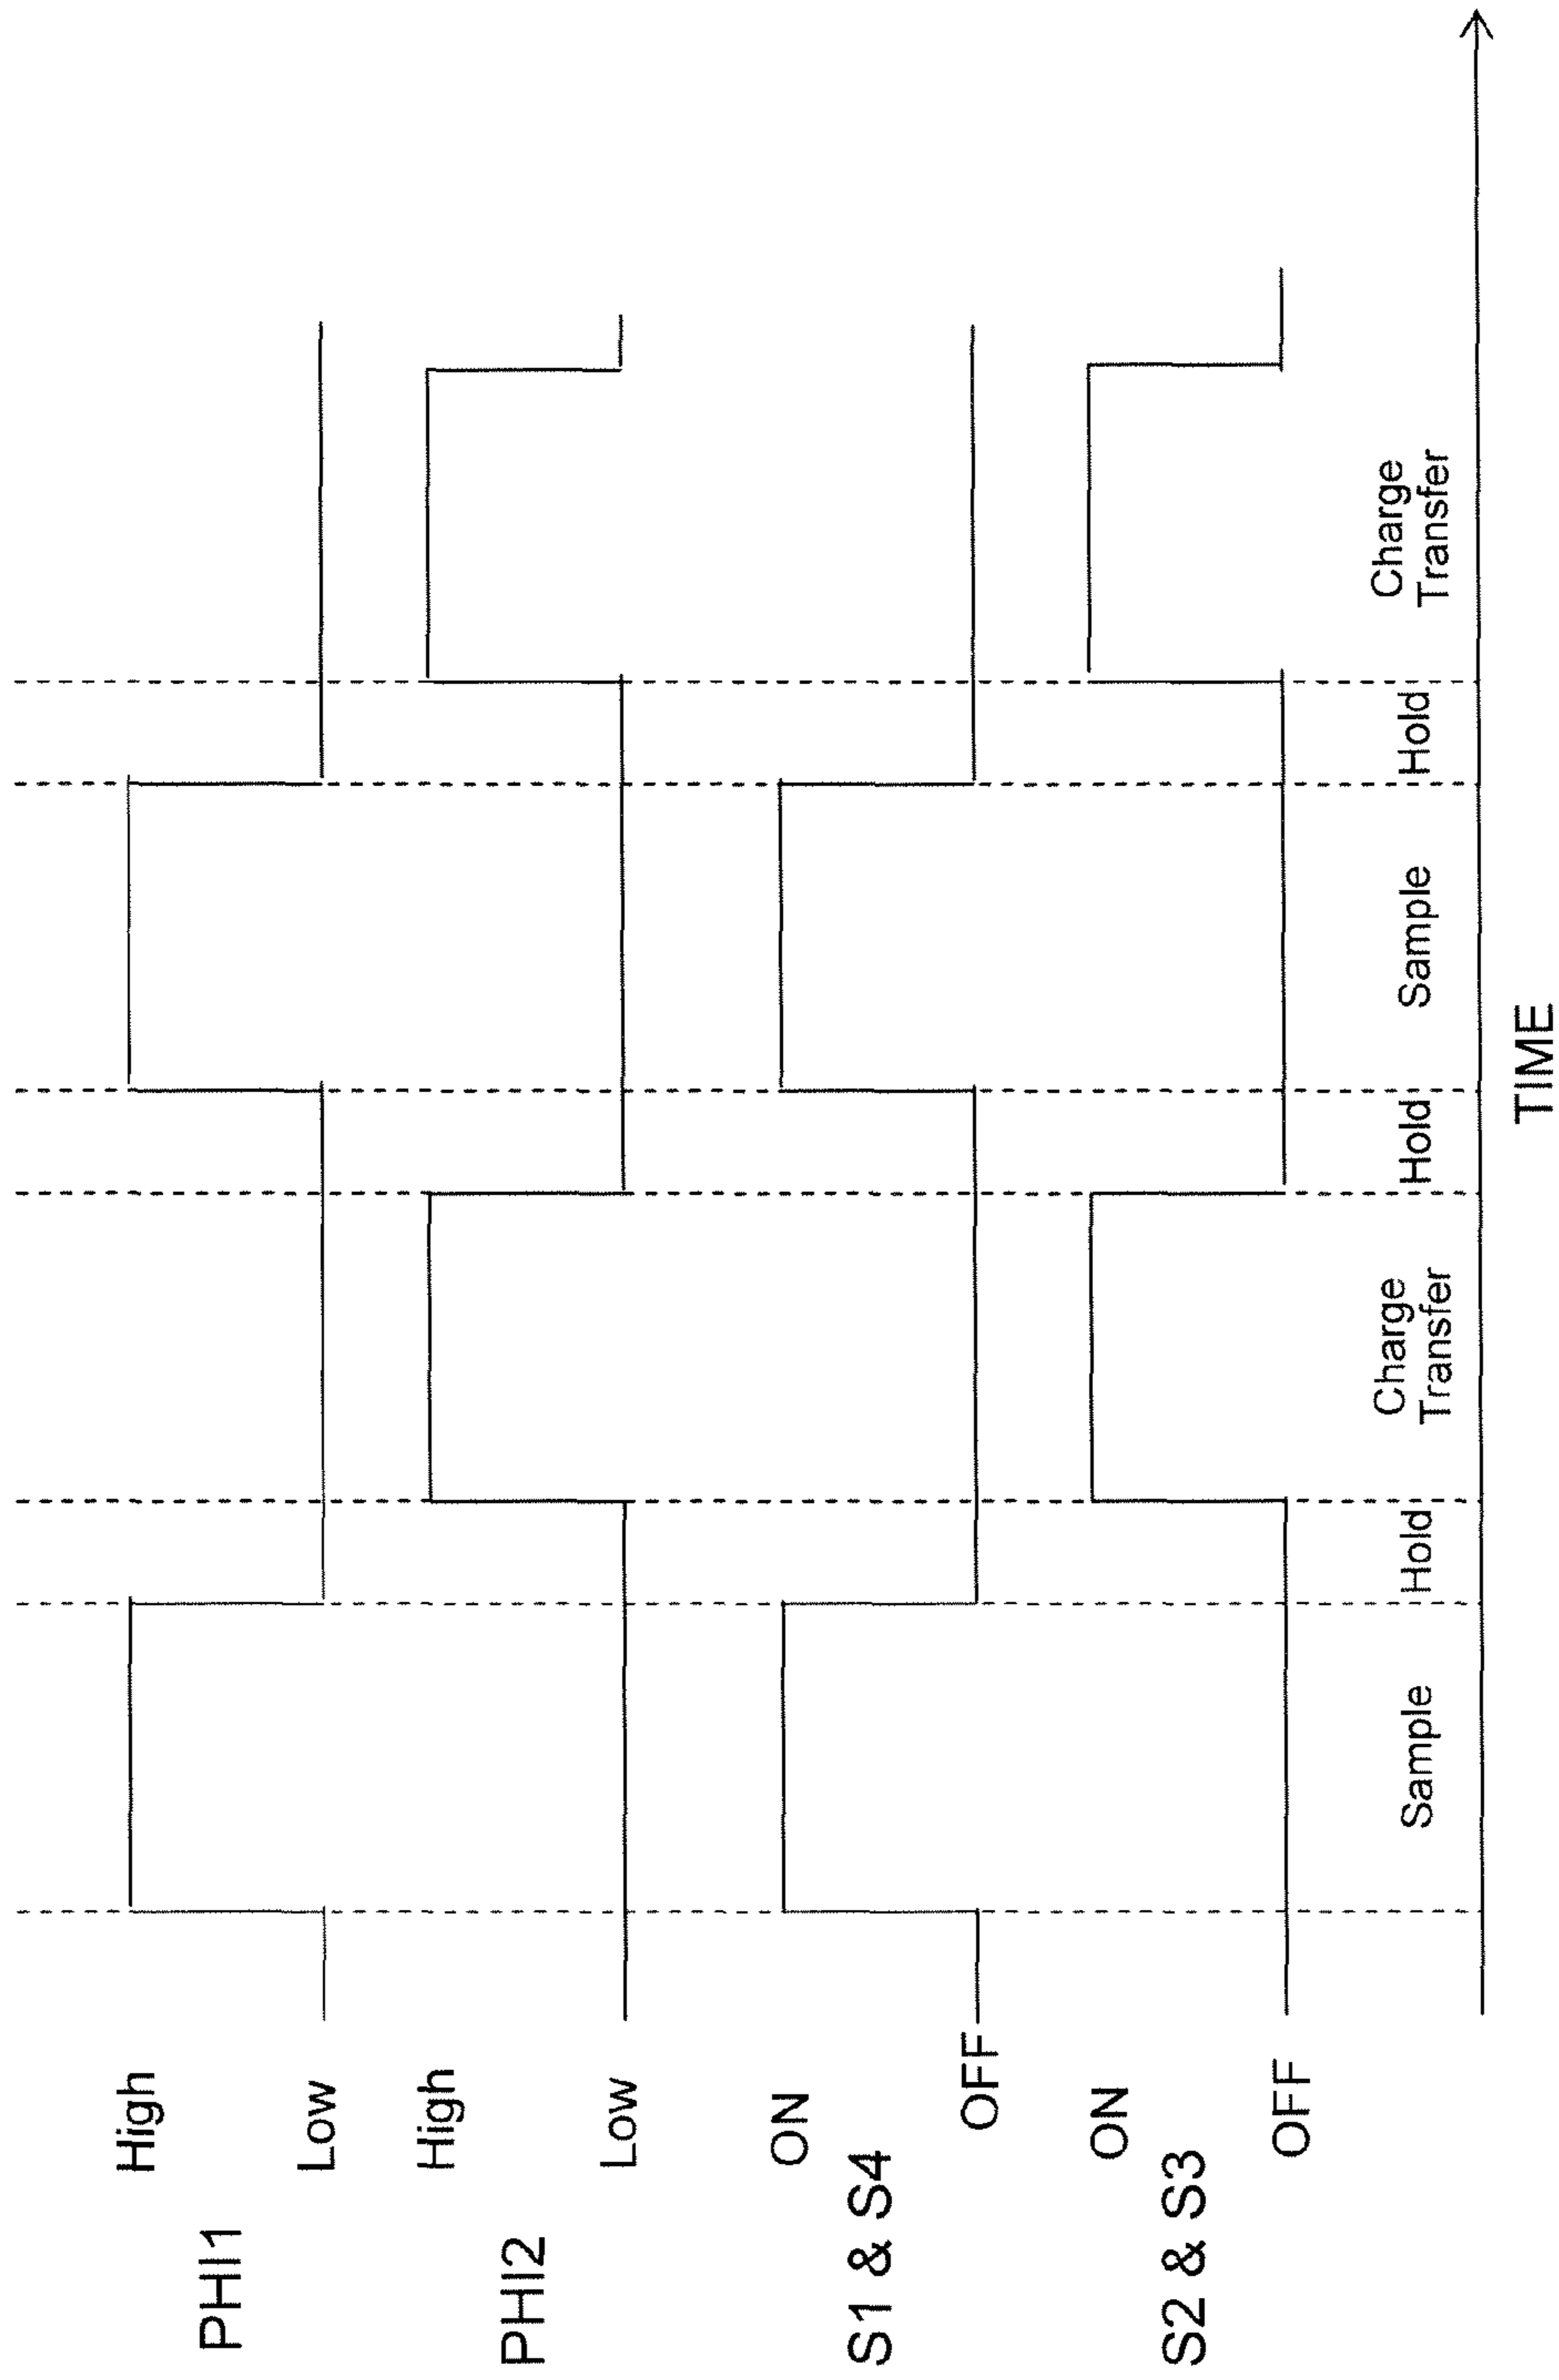 PHI1
High
Low
PHI2
High
Low
S1 & S4
ON
OFF
S2 & S3
ON
OFF
Sample
Hold
Charge
Transfer
Hold
Sample
Hold
Charge
Transfer
TIME